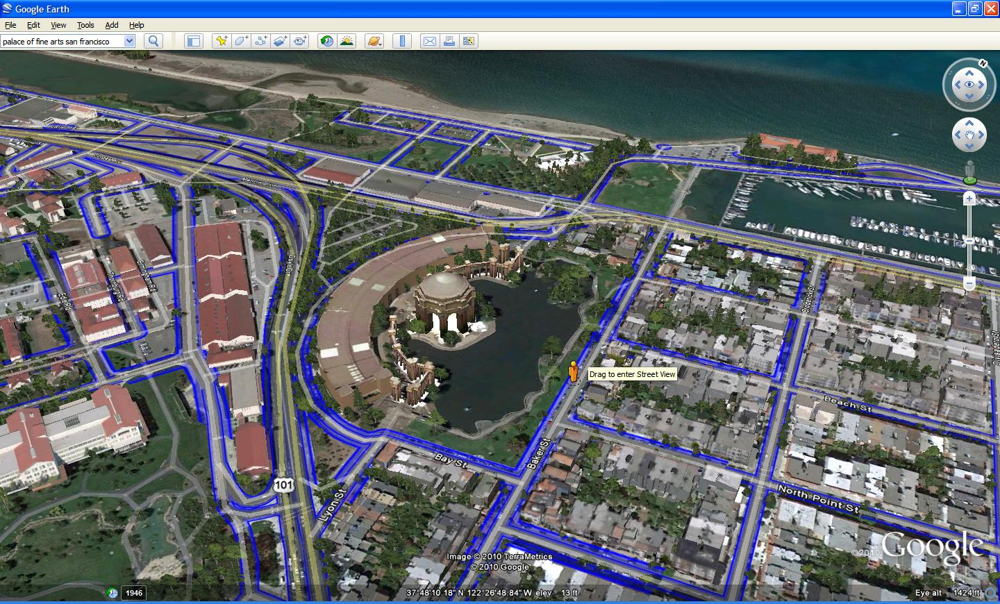 Google Earth
File Edit View Tools Add Help
palace of fine arts san francisco
N
Marina Blvd
Doyle Dr
Birmingham Rd
Thornburg Rd
Edie Rd
Broderick St
Divisadero St
Drag to enter Street View
Beach St
Baker St
Bay St
101
Lyon St
North Point St
Image © 2010 TerraMetrics
© 2010 Google
©2010 Google
1946
37°48'10.18" N 122°26'48.84" W elev 13 ft
Eye alt 1424 ft